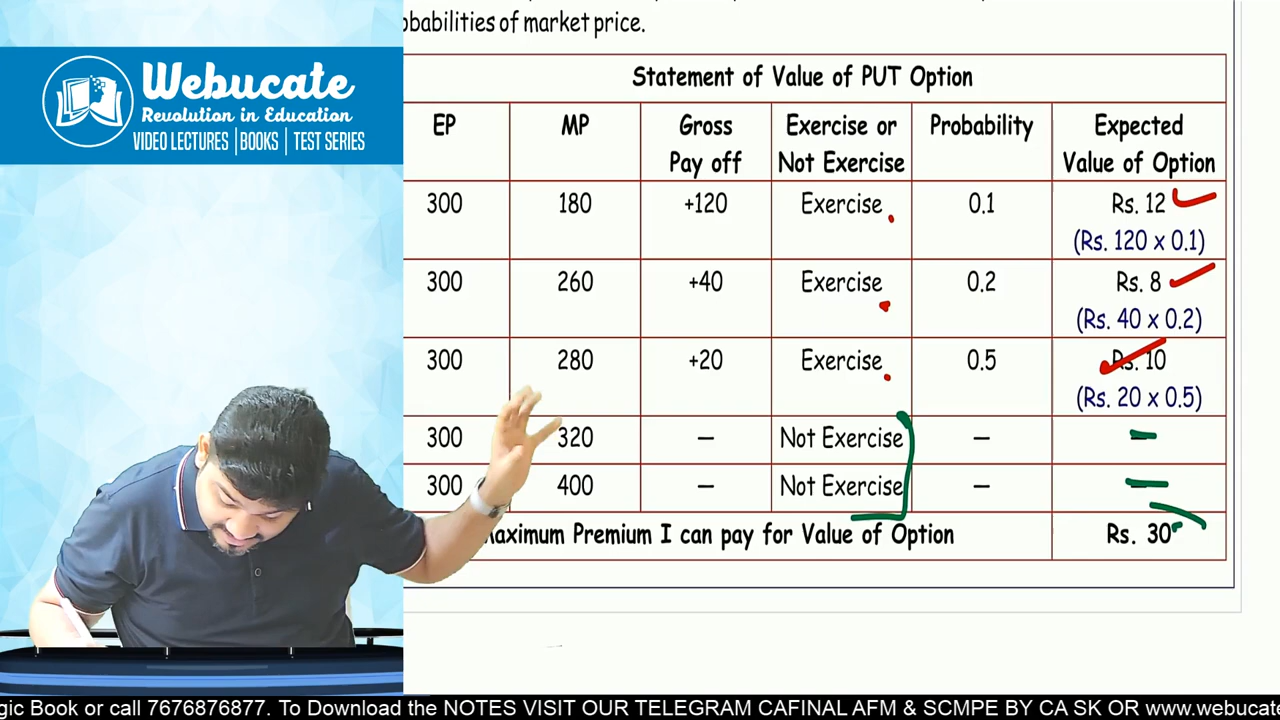 obabilities of market price.
Webucate
Revolution in Education
VIDEO LECTURES | BOOKS | TEST SERIES
Statement of Value of PUT Option
EP MP Gross Pay off Exercise or Not Exercise Probability Expected Value of Option
300 180 +120 Exercise 0.1 Rs. 12
(Rs. 120 x 0.1)
300 260 +40 Exercise 0.2 Rs. 8
(Rs. 40 x 0.2)
300 280 +20 Exercise 0.5 Rs. 10
(Rs. 20 x 0.5)
300 320 – Not Exercise – –
300 400 – Not Exercise – –
Maximum Premium I can pay for Value of Option Rs. 30
gic Book or call 7676876877. To Download the NOTES VISIT OUR TELEGRAM CAFINAL AFM & SCMPE BY CA SK OR www.webucate